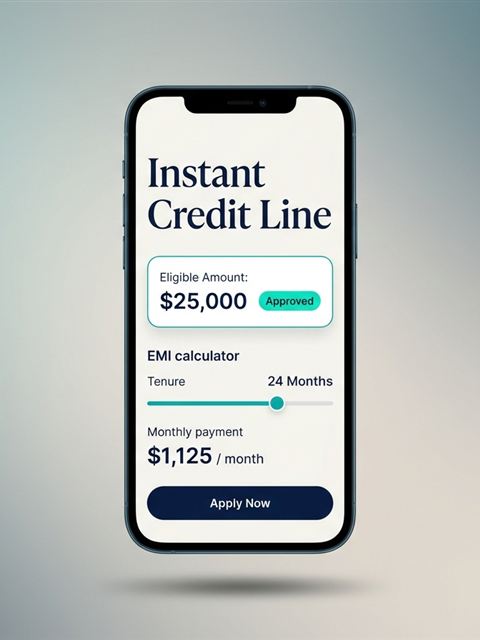 Instant
Credit Line
Eligible Amount:
$25,000 Approved
EMI calculator
Tenure 24 Months
Monthly payment
$1,125 / month
Apply Now